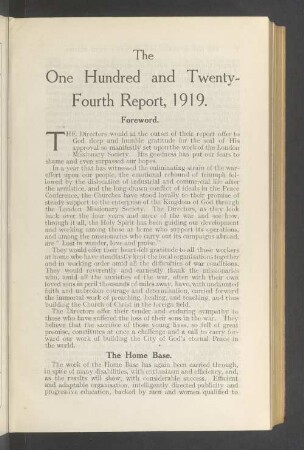 The
One Hundred and Twenty-
Fourth Report, 1919.
Foreword.
THE Directors would at the outset of their report offer to
God deep and humble gratitude for the seal of His
approval so manifestly set upon the work of the London
Missionary Society. His goodness has put our fears to
shame and even surpassed our hopes.
In a year that has witnessed the culminating strain of the war-
effort upon our people, the emotional rebound of triumph followed
by the dislocation of industrial and commercial life after
the armistice, and the languid conflict of ideals in the Peace
Conference, the Churches have stood loyally to their promise of
steady support to the enterprise of the Kingdom of God through
the London Missionary Society. The Directors, as they look
back over the four years and more of the war, and see how,
through it all, the Holy Spirit has been guiding our development
and working among those at home who support its operations,
and among the missionaries who carry out its campaigns abroad,
are "Lost in wonder, love and praise."
They would offer their heart-felt gratitude to all those workers
at home who have steadfastly kept the local organisations together
and in working order amid all the difficulties of war conditions.
They would reverently and earnestly thank the missionaries
who, amid all the anxieties of the war, often with their own
loved ones in peril thousands of miles away, have, with undaunted
faith and unbroken courage and determination, carried forward
the immortal work of preaching, healing, and teaching, and thus
building the Church of Christ in the foreign field.
The Directors offer their tender and enduring sympathy to
those who have suffered the loss of their sons in the war. They
believe that the sacrifice of those young lives, so full of great
promise, constitutes at once a challenge and a call to carry for-
ward our work of building the City of God's eternal Peace in
the world.
The Home Base.
The work of the Home Base has again been carried through,
in spite of many disabilities, with enthusiasm and efficiency, and,
as the results will show, with considerable success. Efficient
and adaptable organisation, intelligently directed publicity and
progressive education, backed by men and women qualified to